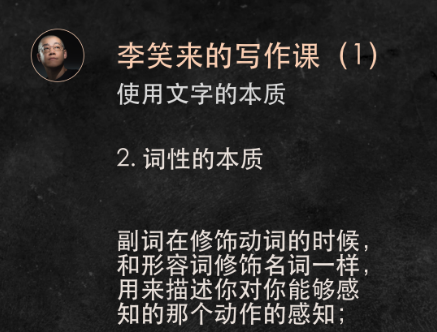 李笑来的写作课（1）
使用文字的本质
2. 词性的本质
副词在修饰动词的时候，
和形容词修饰名词一样，
用来描述你对你能够感
知的那个动作的感知；